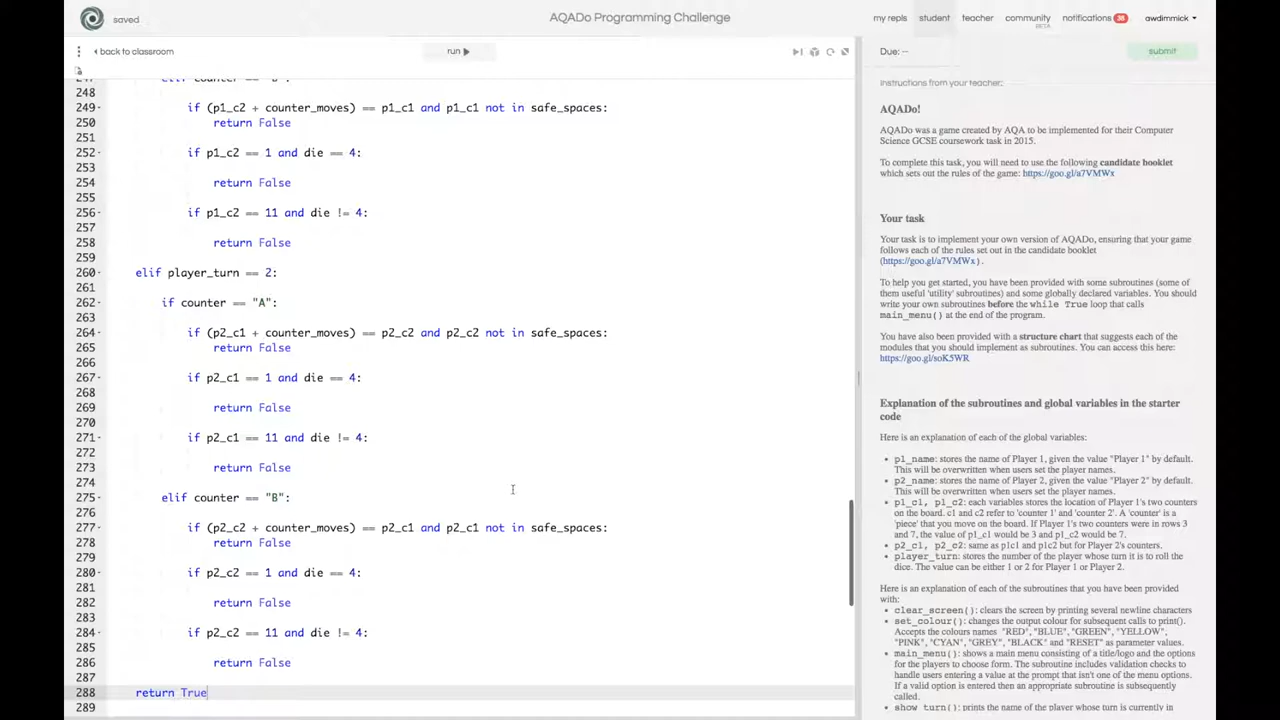 saved
AQADo Programming Challenge
my repls student teacher community BETA notifications 36 awdimmick
back to classroom
run
Due: --
submit
248
249 if (p1_c2 + counter_moves) == p1_c1 and p1_c1 not in safe_spaces:
250 return False
251
252 if p1_c2 == 1 and die == 4:
253
254 return False
255
256 if p1_c2 == 11 and die != 4:
257
258 return False
259
260 elif player_turn == 2:
261
262 if counter == "A":
263
264 if (p2_c1 + counter_moves) == p2_c2 and p2_c2 not in safe_spaces:
265 return False
266
267 if p2_c1 == 1 and die == 4:
268
269 return False
270
271 if p2_c1 == 11 and die != 4:
272
273 return False
274
275 elif counter == "B":
276
277 if (p2_c2 + counter_moves) == p2_c1 and p2_c1 not in safe_spaces:
278 return False
279
280 if p2_c2 == 1 and die == 4:
281
282 return False
283
284 if p2_c2 == 11 and die != 4:
285
286 return False
287
288 return True
289
Instructions from your teacher:
AQADo!
AQADo was a game created by AQA to be implemented for their Computer
Science GCSE coursework task in 2015.
To complete this task, you will need to use the following candidate booklet
which sets out the rules of the game: https://goo.gl/a7VMWx
Your task
Your task is to implement your own version of AQADo, ensuring that your game
follows each of the rules set out in the candidate booklet
(https://goo.gl/a7VMWx).
To help you get started, you have been provided with some subroutines (some of
them useful 'utility' subroutines) and some globally declared variables. You should
write your own subroutines before the while True loop that calls
main_menu() at the end of the program.
You have also been provided with a structure chart that suggests each of the
modules that you should implement as subroutines. You can access this here:
https://goo.gl/soK5WR
Explanation of the subroutines and global variables in the starter
code
Here is an explanation of each of the global variables:
• p1_name: stores the name of Player 1, given the value "Player 1" by default.
This will be overwritten when users set the player names.
• p2_name: stores the name of Player 2, given the value "Player 2" by default.
This will be overwritten when users set the player names.
• p1_c1, p1_c2: each variables stores the location of Player 1's two counters
on the board. c1 and c2 refer to 'counter 1' and 'counter 2'. A 'counter' is a
'piece' that you move on the board. If Player 1's two counters were in rows 3
and 7, the value of p1_c1 would be 3 and p1_c2 would be 7.
• p2_c1, p2_c2: same as p1c1 and p1c2 but for Player 2's counters.
• player_turn: stores the number of the player whose turn it is to roll the
dice. The value can be either 1 or 2 for Player 1 or Player 2.
Here is an explanation of each of the subroutines that you have been provided
with:
• clear_screen(): clears the screen by printing several newline characters
• set_colour(): changes the output colour for subsequent calls to print().
Accepts the colours names "RED", "BLUE", "GREEN", "YELLOW",
"PINK", "CYAN", "GREY", "BLACK and "RESET" as parameter values.
• main_menu(): shows a main menu consisting of a title/logo and the options
for the players to choose form. The subroutine includes validation checks to
handle users entering a value at the prompt that isn't one of the menu options.
If a valid option is entered then an appropriate subroutine is subsequently
called.
• show_turn(): prints the name of the player whose turn is currently in